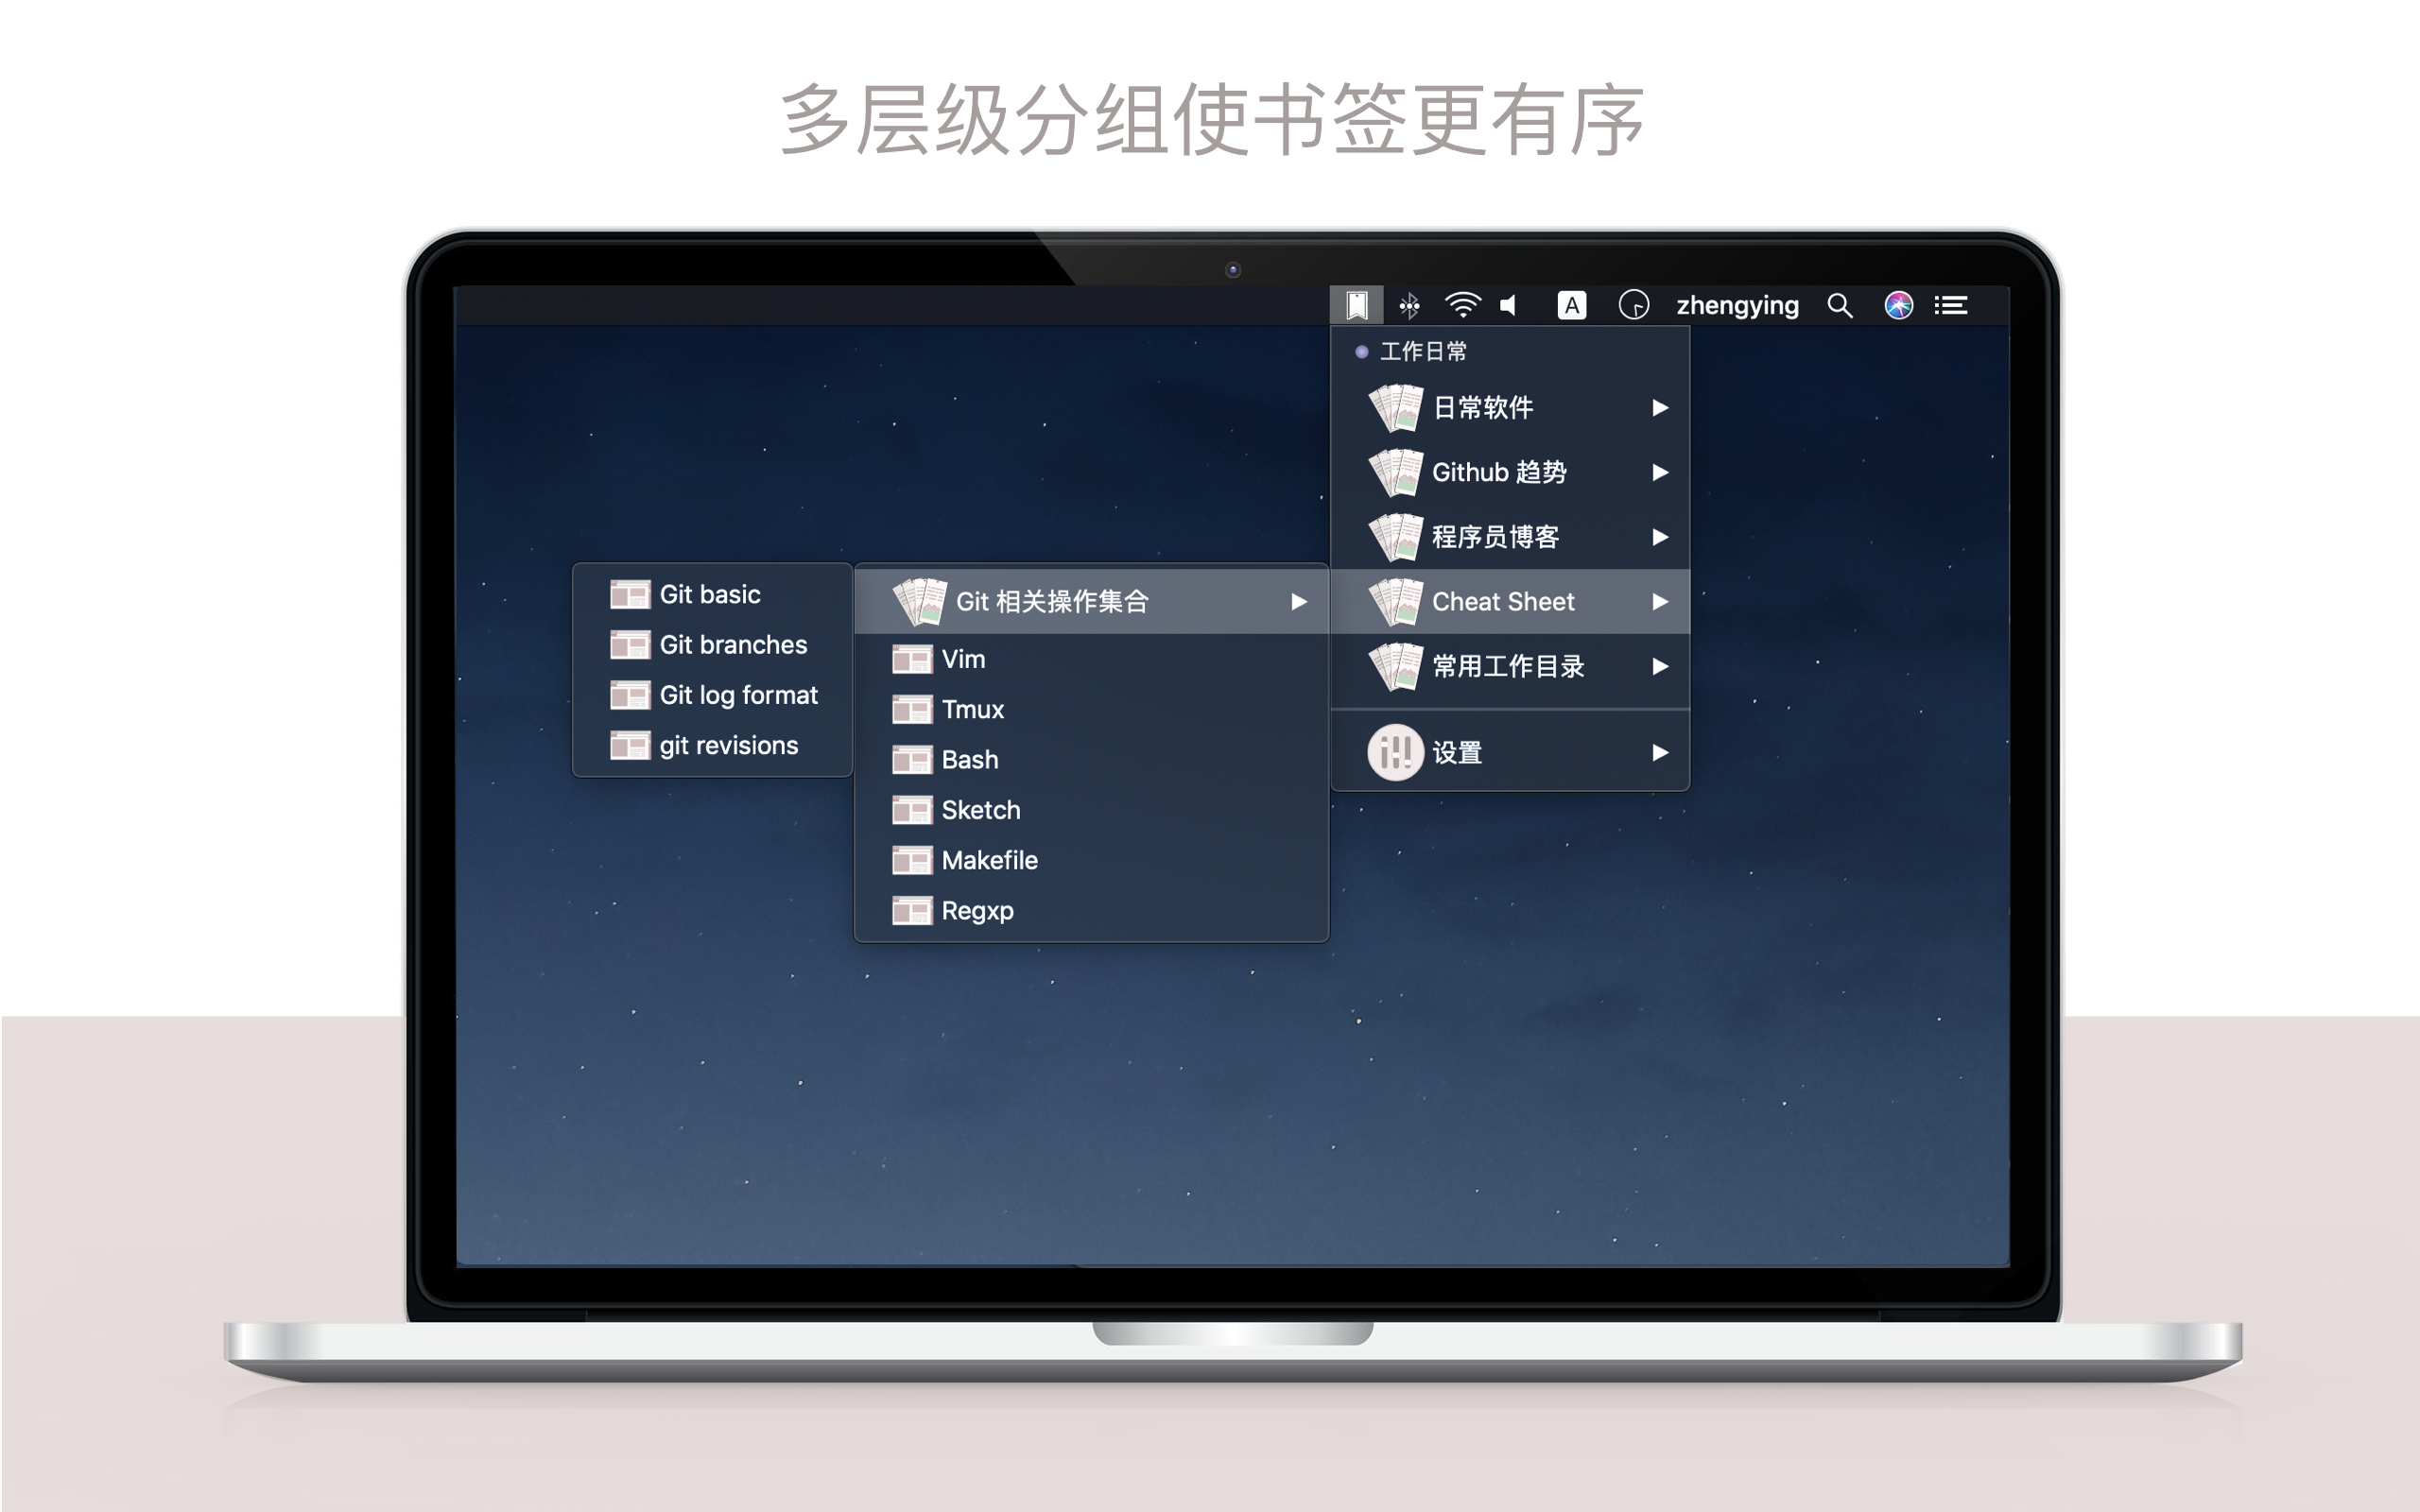 多层级分组使书签更有序
A zhengying
工作日常
日常软件
Github 趋势
程序员博客
Cheat Sheet
常用工作目录
设置
Git 相关操作集合
Vim
Tmux
Bash
Sketch
Makefile
Regxp
Git basic
Git branches
Git log format
git revisions